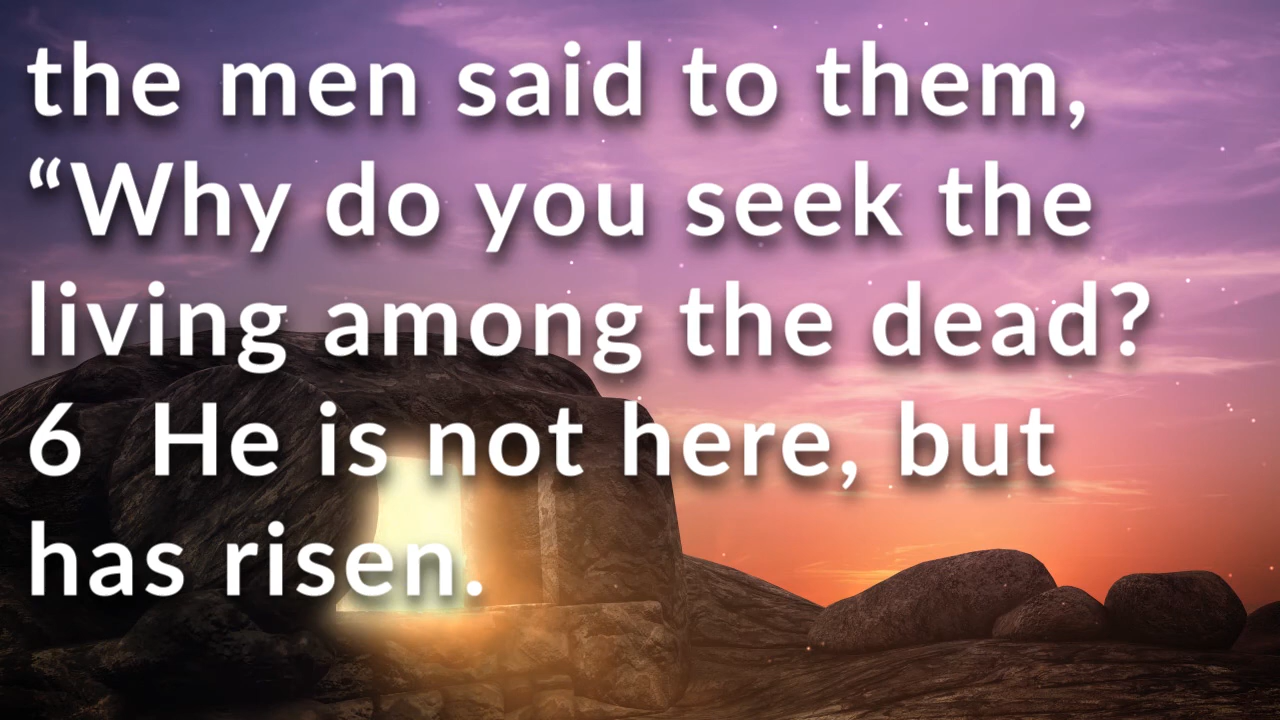 the men said to them,
“Why do you seek the
living among the dead?
6  He is not here, but
has risen.